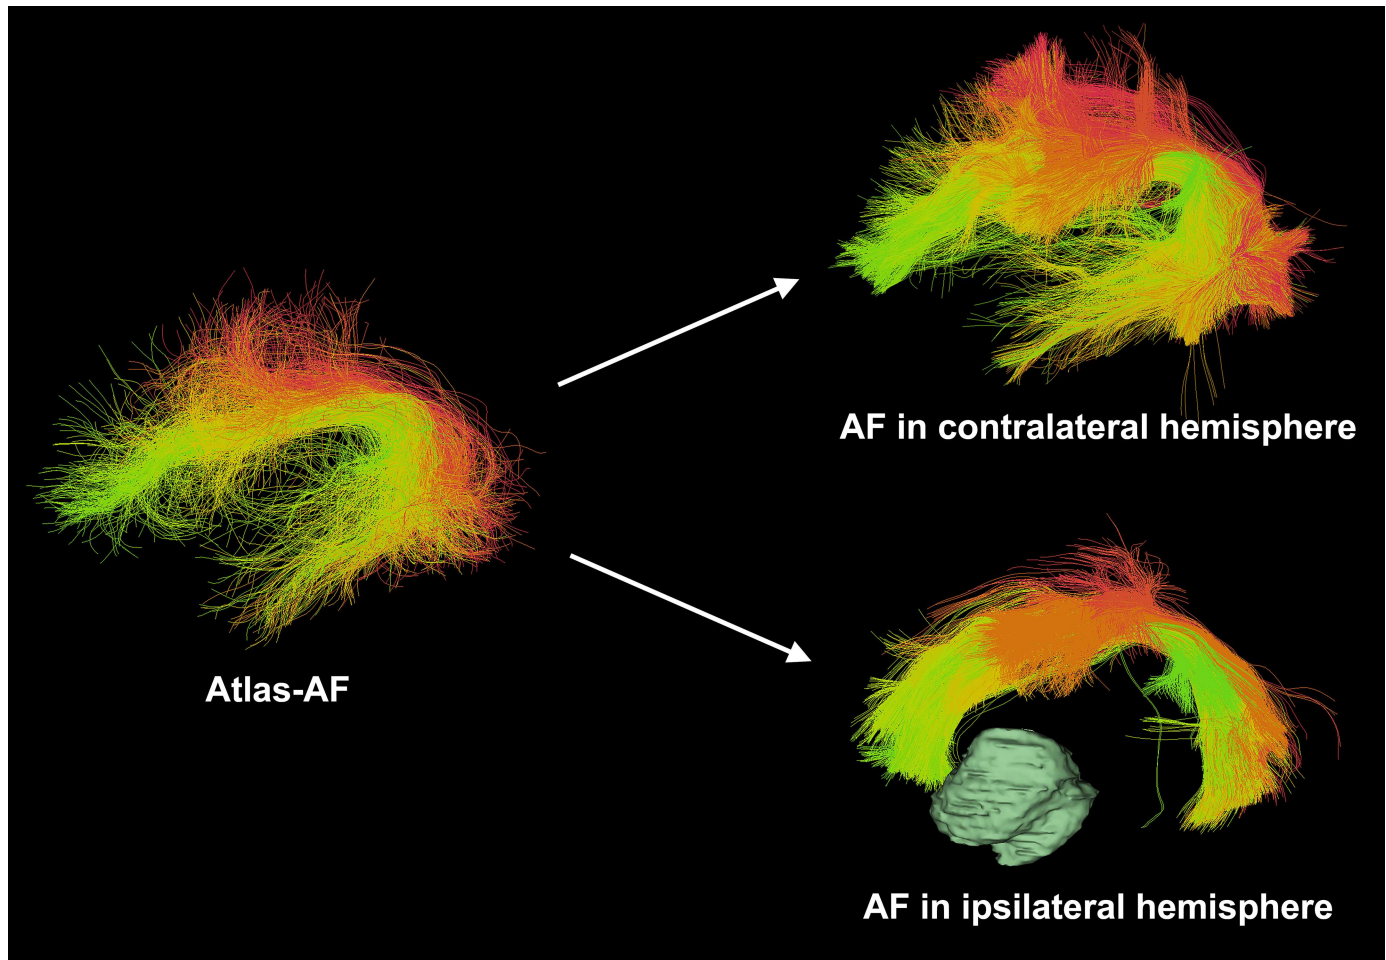 AF in contralateral hemisphere
Atlas-AF
AF in ipsilateral hemisphere